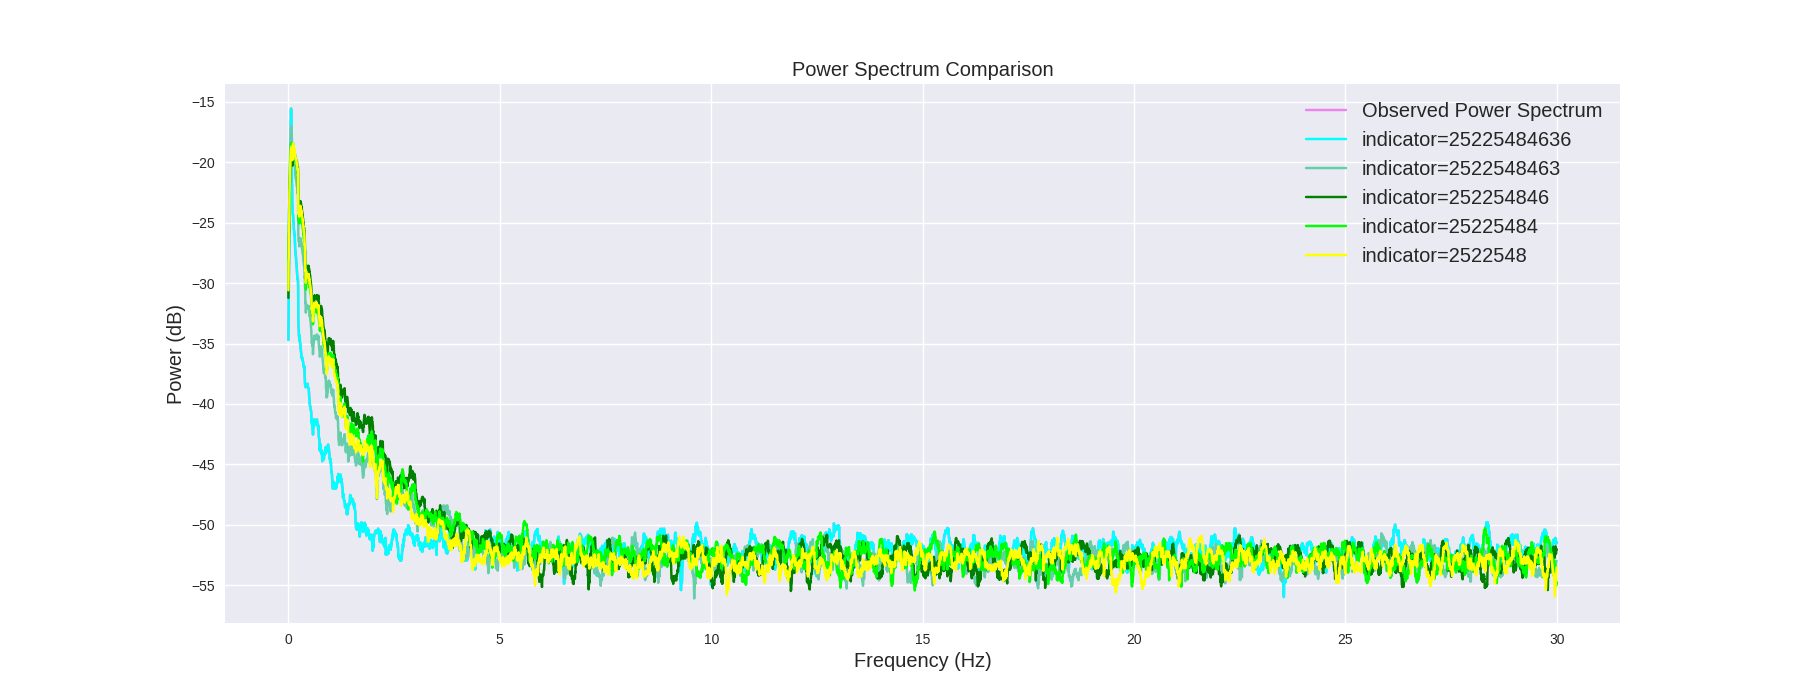 Power Spectrum Comparison
Observed Power Spectrum
indicator=25225484636
indicator=2522548463
indicator=252254846
indicator=25225484
indicator=2522548
Power (dB)
−15
−20
−25
−30
−35
−40
−45
−50
−55
0 5 10 15 20 25 30
Frequency (Hz)